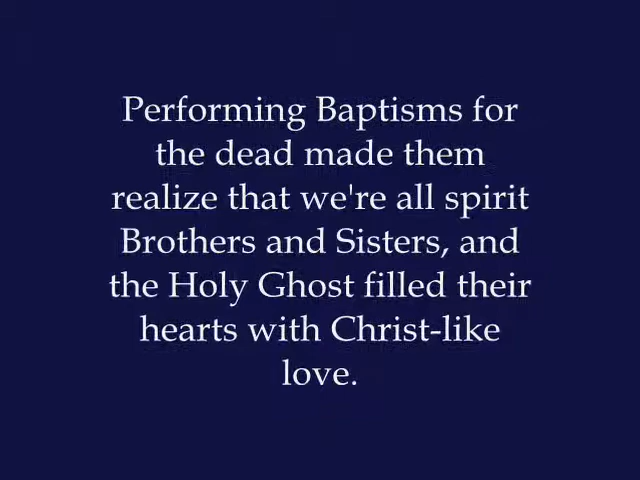 Performing Baptisms for
the dead made them
realize that we're all spirit
Brothers and Sisters, and
the Holy Ghost filled their
hearts with Christ-like
love.